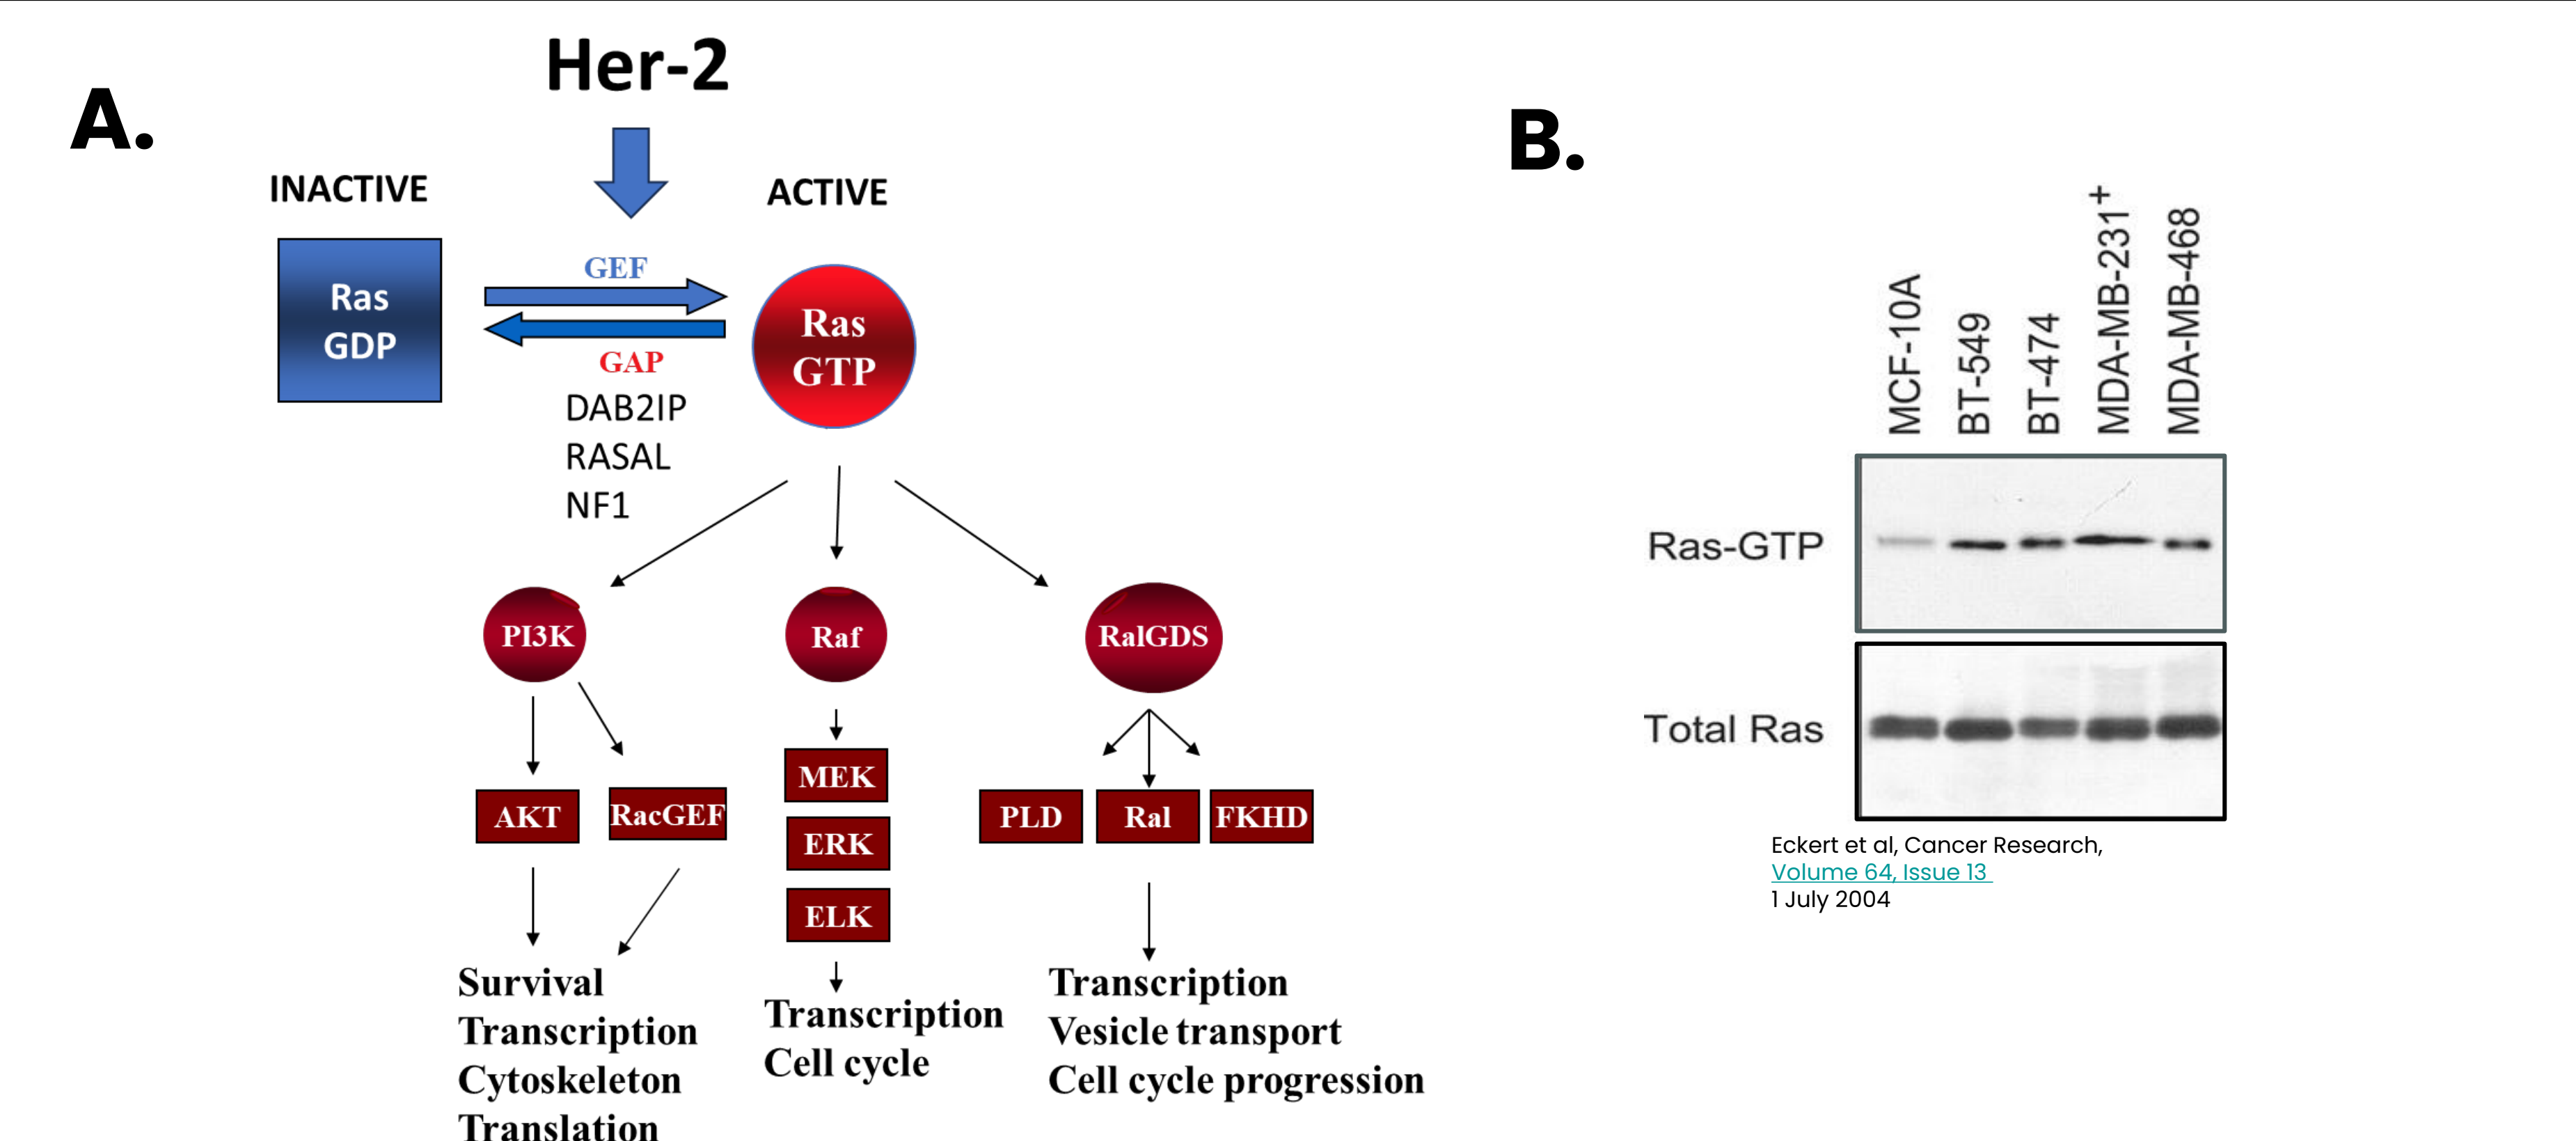 A.
Her-2
INACTIVE
ACTIVE
Ras
GDP
GEF
GAP
DAB2IP
RASAL
NF1
Ras
GTP
PI3K
Raf
RalGDS
AKT
RacGEF
MEK
ERK
ELK
PLD
Ral
FKHD
Survival
Transcription
Cytoskeleton
Translation
Transcription
Cell cycle
Transcription
Vesicle transport
Cell cycle progression
B.
MCF-10A
BT-549
BT-474
MDA-MB-231+
MDA-MB-468
Ras-GTP
Total Ras
Eckert et al, Cancer Research,
Volume 64, Issue 13
1 July 2004